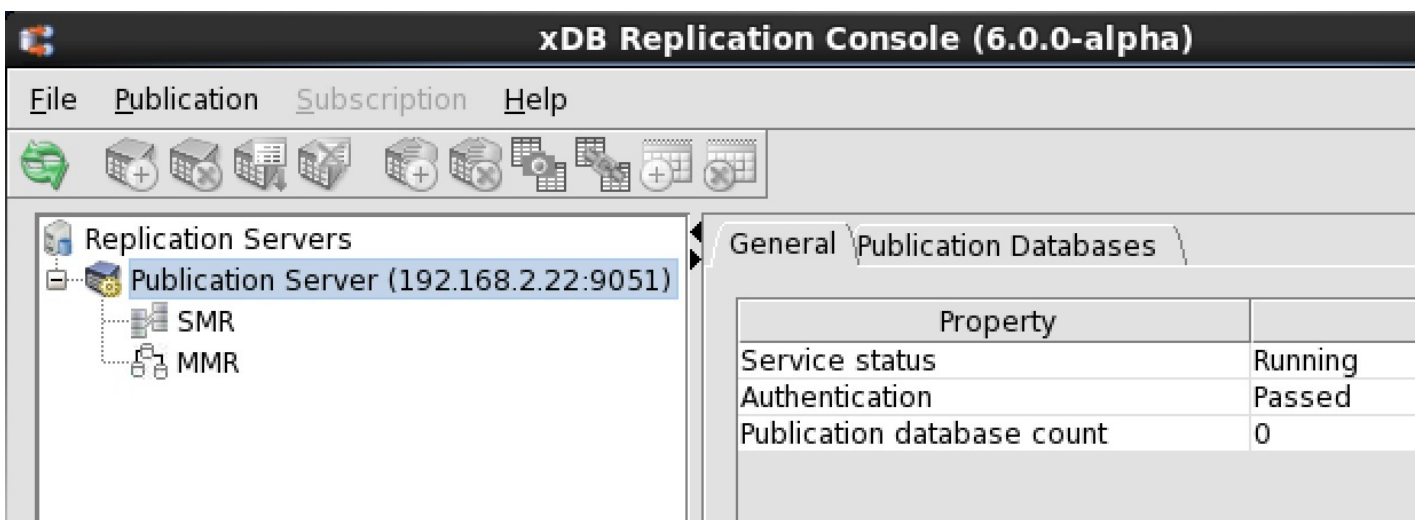 xDB Replication Console (6.0.0-alpha)
File Publication Subscription Help
Replication Servers
Publication Server (192.168.2.22:9051)
SMR
MMR
General Publication Databases
Property
Service status Running
Authentication Passed
Publication database count 0